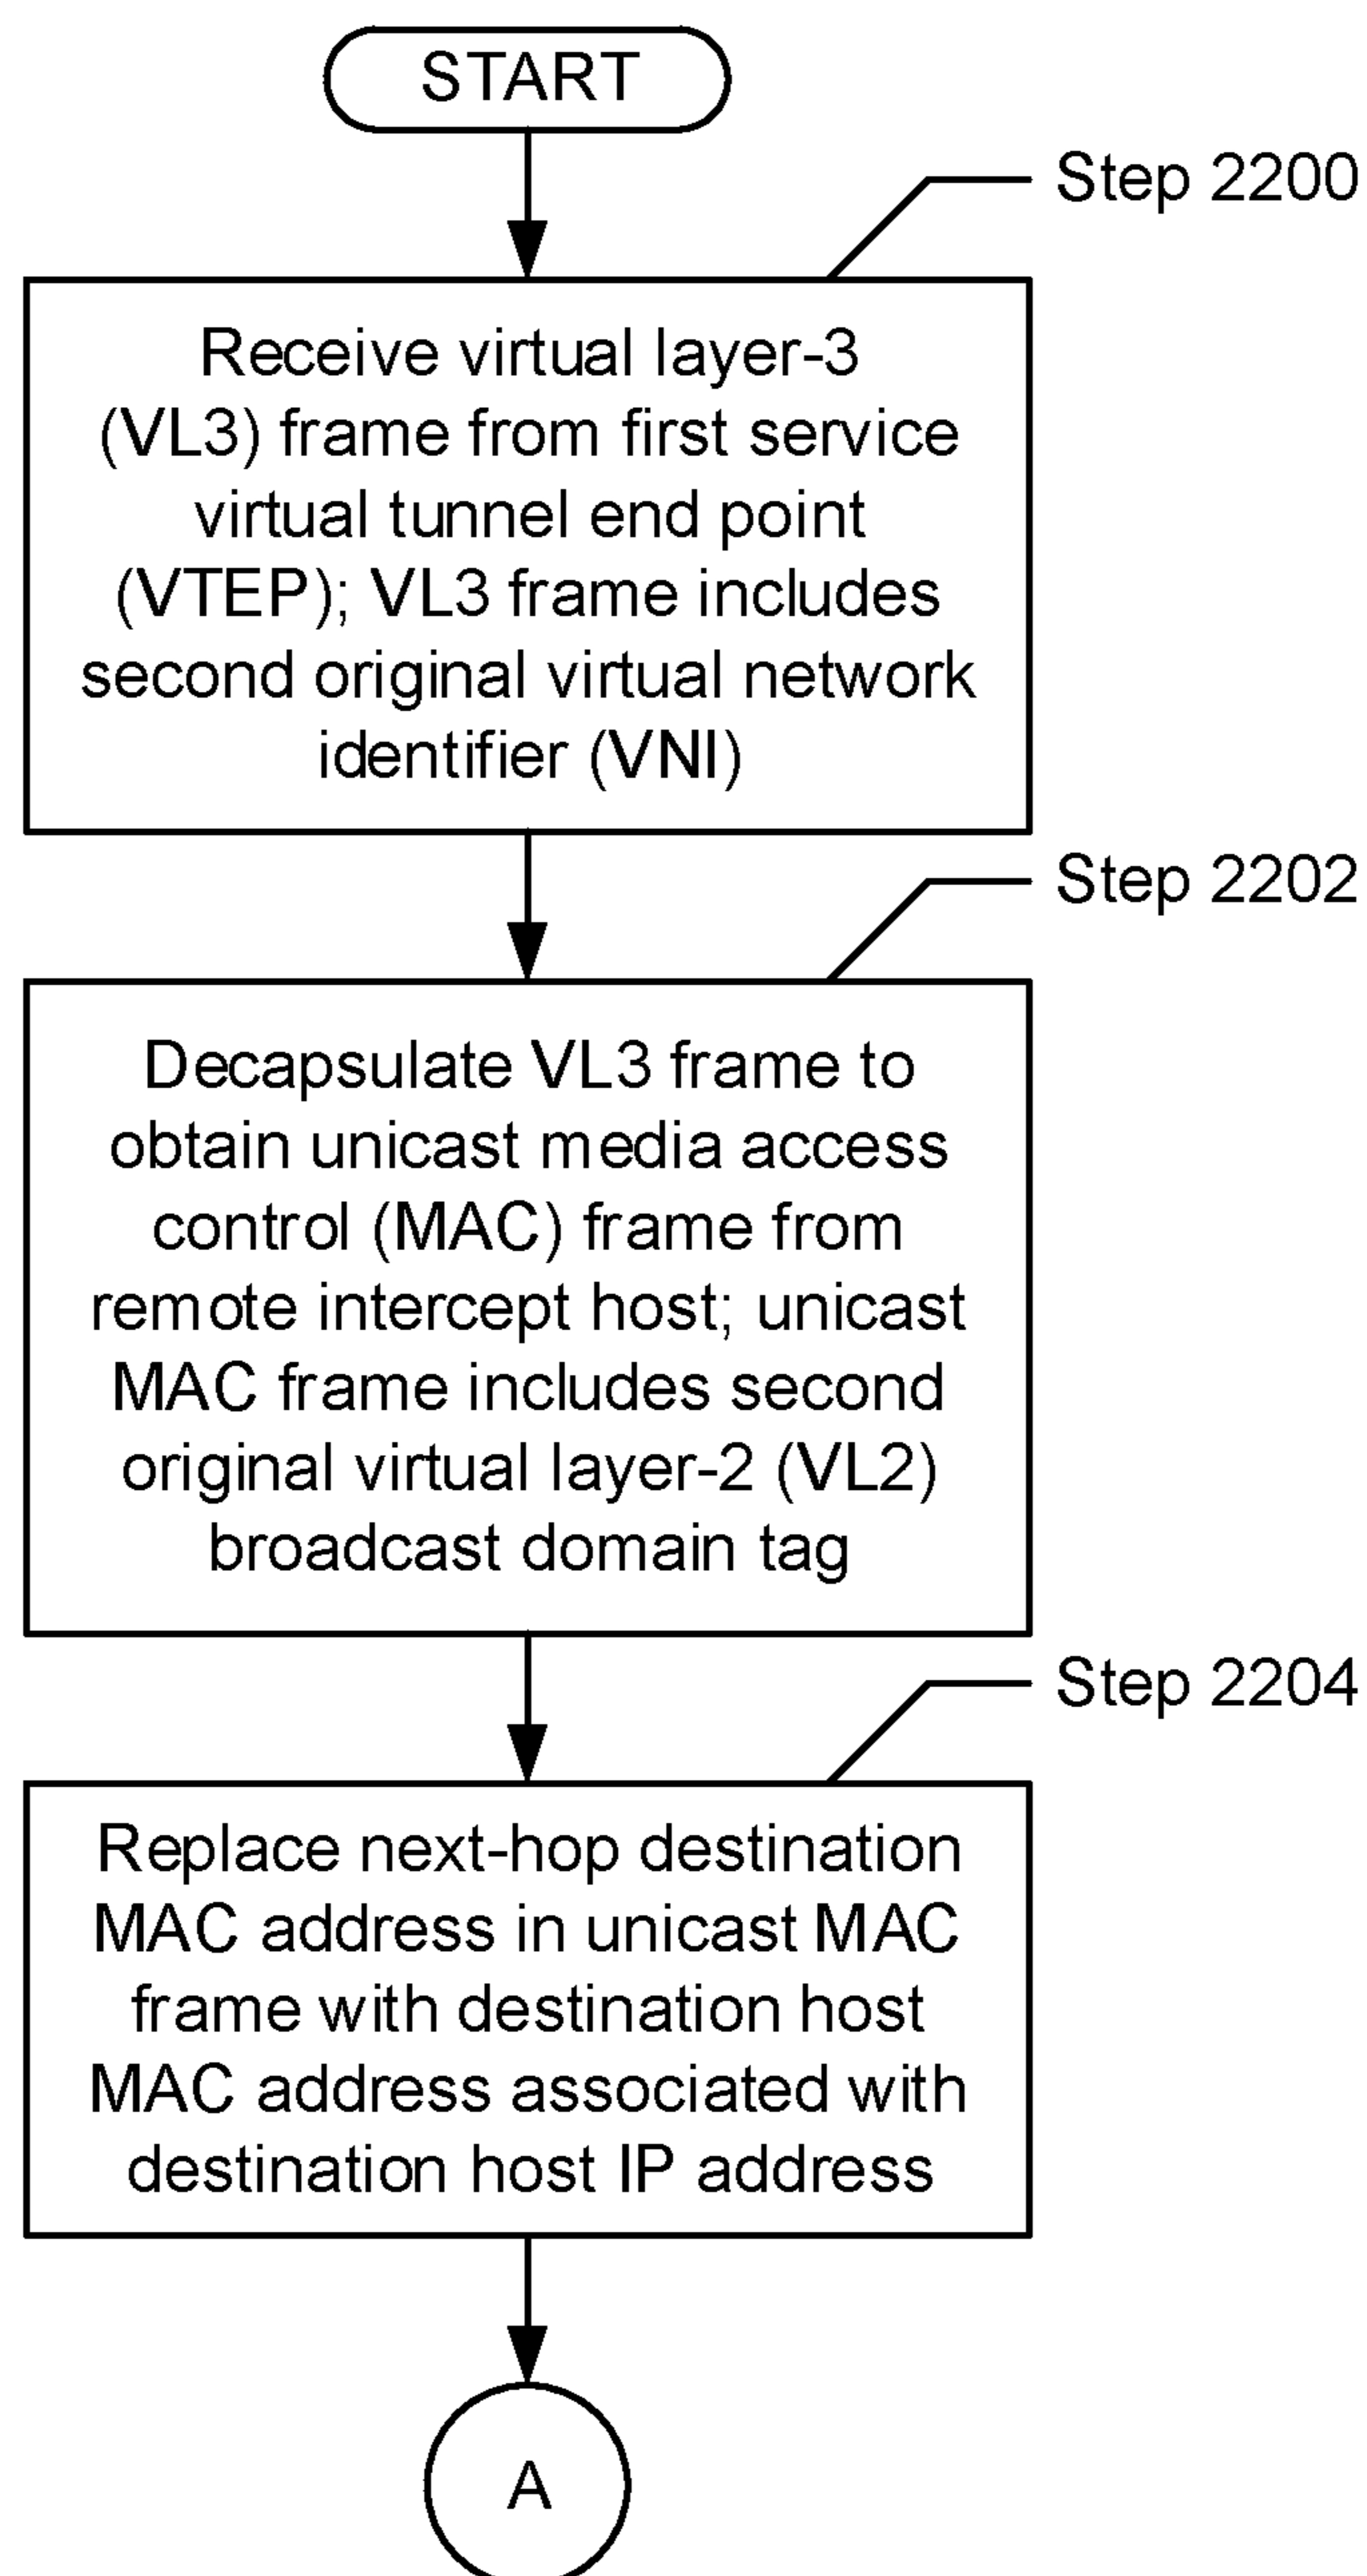 START
Step 2200
Receive virtual layer-3
(VL3) frame from first service
virtual tunnel end point
(VTEP); VL3 frame includes
second original virtual network
identifier (VNI)
Step 2202
Decapsulate VL3 frame to
obtain unicast media access
control (MAC) frame from
remote intercept host; unicast
MAC frame includes second
original virtual layer-2 (VL2)
broadcast domain tag
Step 2204
Replace next-hop destination
MAC address in unicast MAC
frame with destination host
MAC address associated with
destination host IP address
A